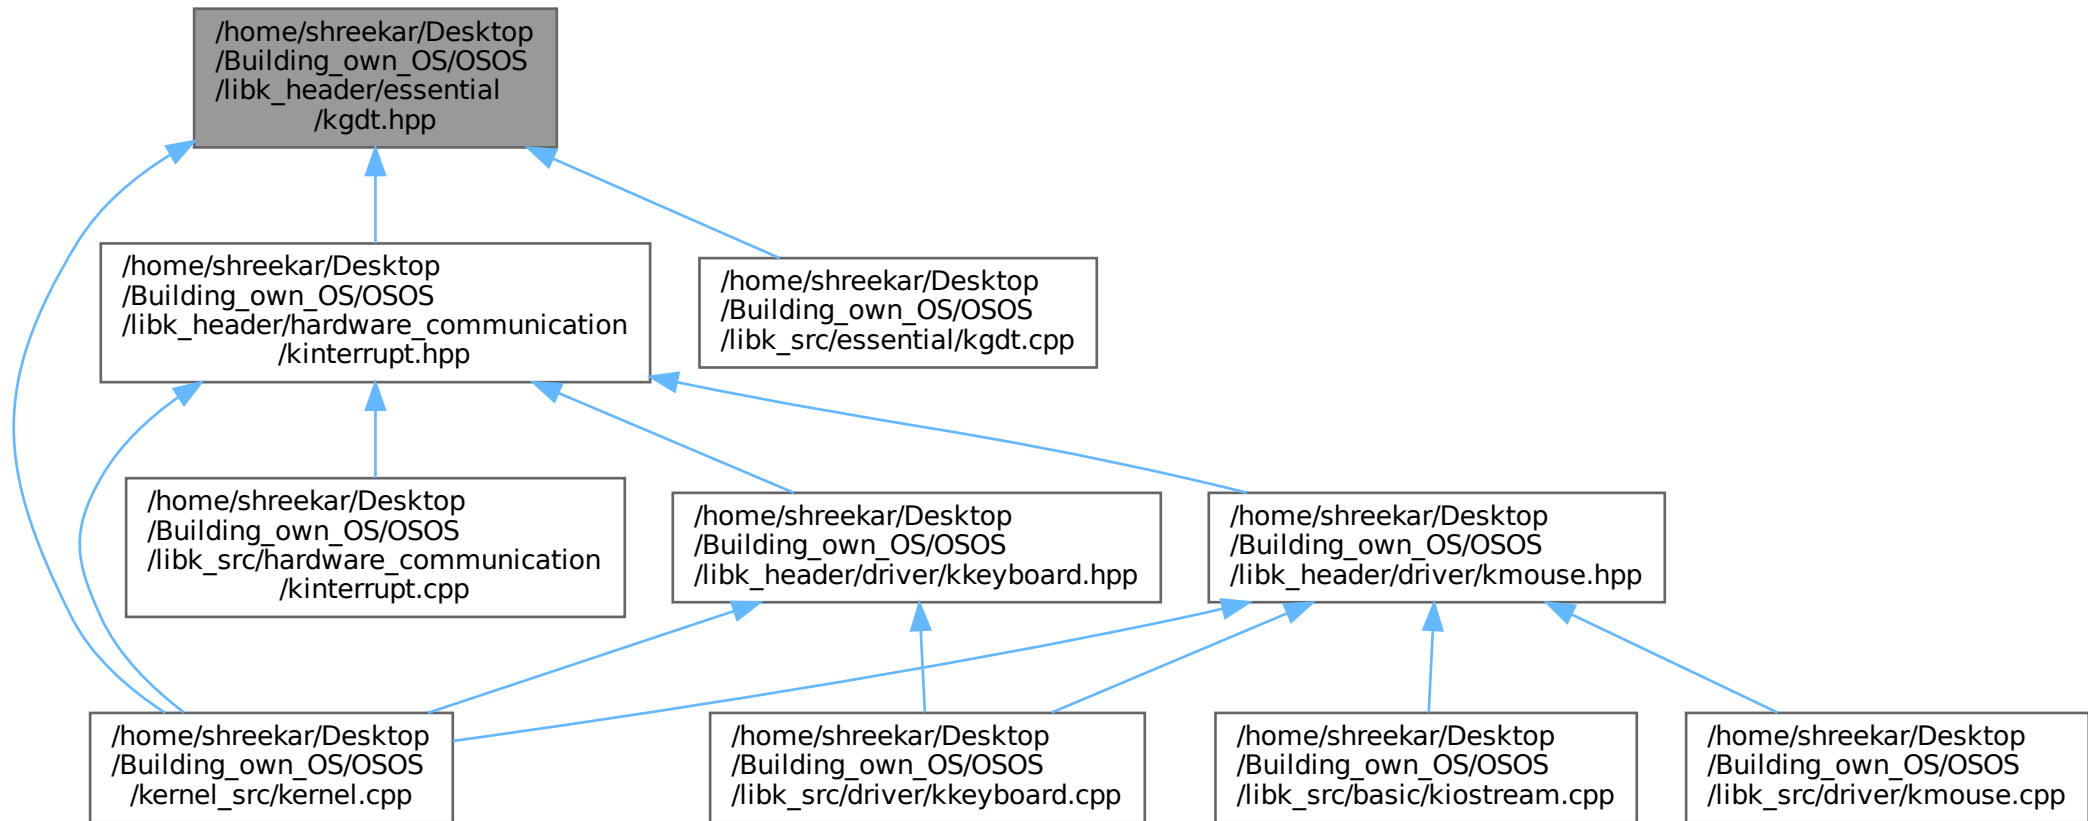 /home/shreekar/Desktop
/Building_own_OS/OSOS
/libk_header/essential
/kgdt.hpp
/home/shreekar/Desktop
/Building_own_OS/OSOS
/libk_header/hardware_communication
/kinterrupt.hpp
/home/shreekar/Desktop
/Building_own_OS/OSOS
/libk_src/essential/kgdt.cpp
/home/shreekar/Desktop
/Building_own_OS/OSOS
/libk_src/hardware_communication
/kinterrupt.cpp
/home/shreekar/Desktop
/Building_own_OS/OSOS
/libk_header/driver/kkeyboard.hpp
/home/shreekar/Desktop
/Building_own_OS/OSOS
/libk_header/driver/kmouse.hpp
/home/shreekar/Desktop
/Building_own_OS/OSOS
/kernel_src/kernel.cpp
/home/shreekar/Desktop
/Building_own_OS/OSOS
/libk_src/driver/kkeyboard.cpp
/home/shreekar/Desktop
/Building_own_OS/OSOS
/libk_src/basic/kiostream.cpp
/home/shreekar/Desktop
/Building_own_OS/OSOS
/libk_src/driver/kmouse.cpp